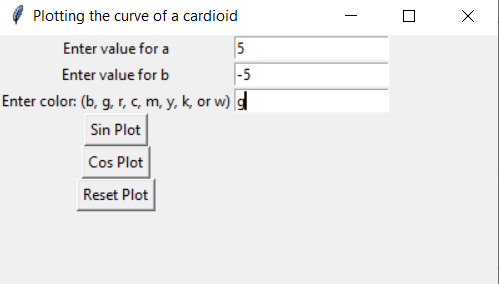 Plotting the curve of a cardioid
Enter value for a 5
Enter value for b -5
Enter color: (b, g, r, c, m, y, k, or w) g
Sin Plot
Cos Plot
Reset Plot